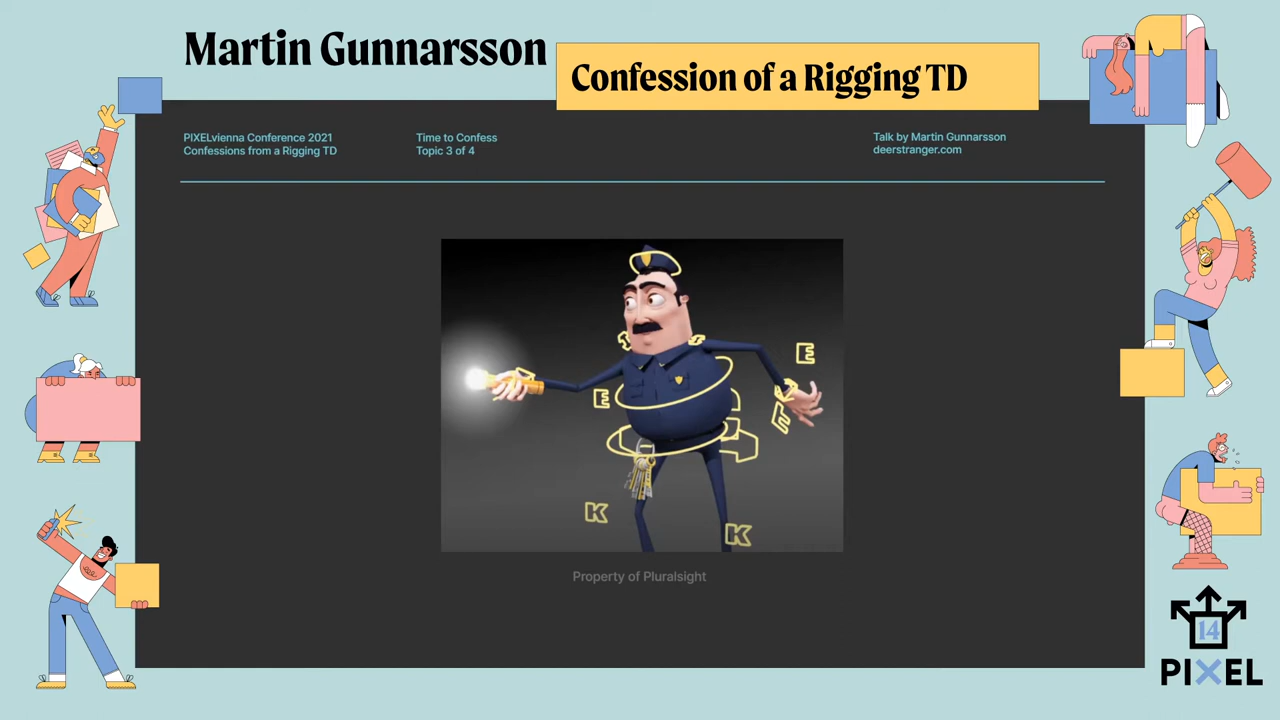 Martin Gunnarsson
Confession of a Rigging TD
PIXELvienna Conference 2021
Confessions from a Rigging TD
Time to Confess
Topic 3 of 4
Talk by Martin Gunnarsson
deerstranger.com
E
E
K
K
Property of Pluralsight
14
PIXEL